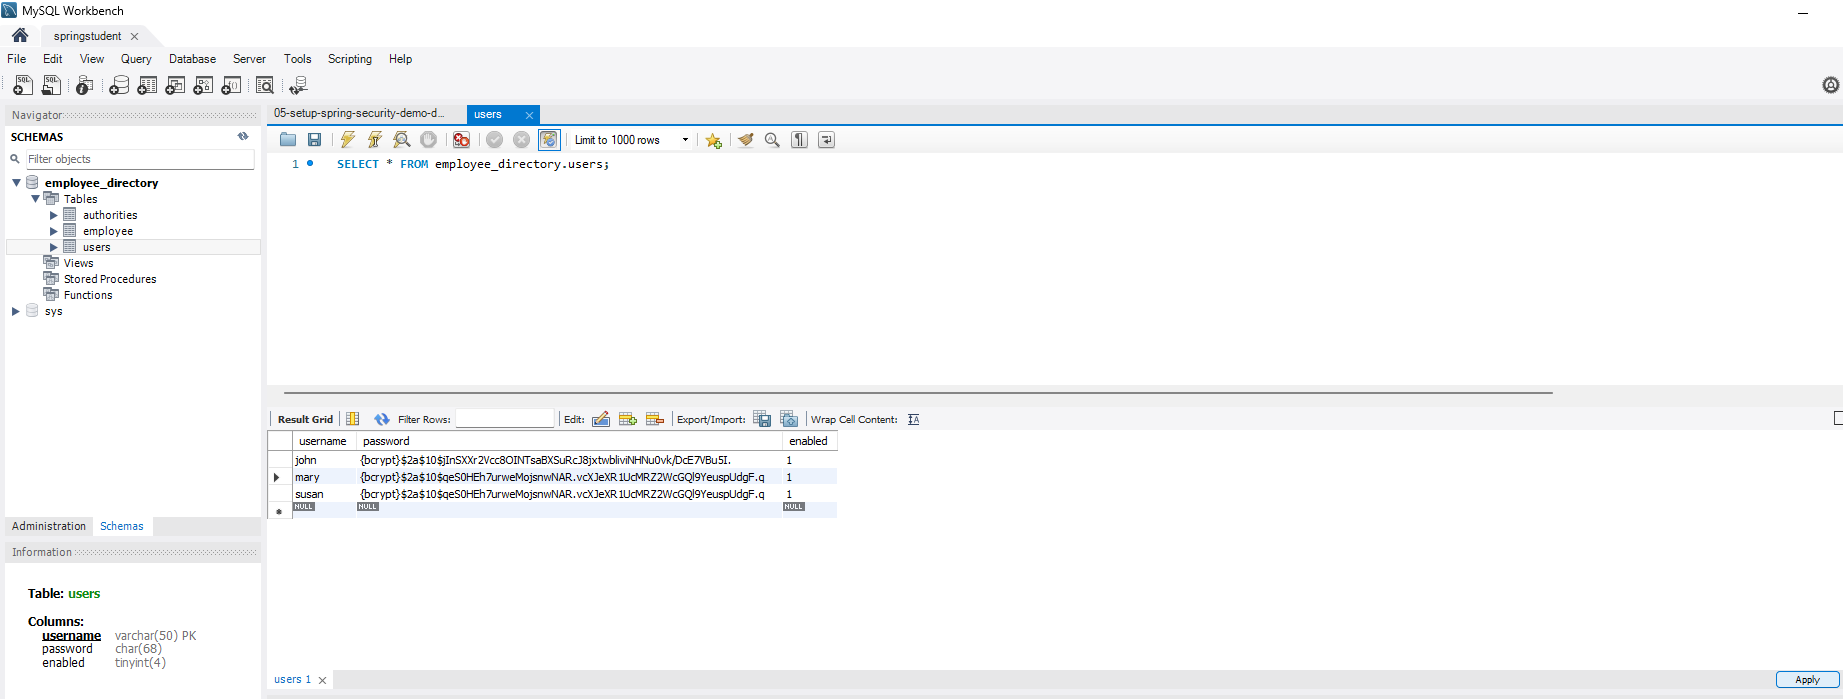 MySQL Workbench
springstudent
File Edit View Query Database Server Tools Scripting Help
Navigator
SCHEMAS
Filter objects
employee_directory
Tables
authorities
employee
users
Views
Stored Procedures
Functions
sys
Administration Schemas
Information
Table: users
Columns:
username varchar(50) PK
password char(68)
enabled tinyint(4)
05-setup-spring-security-demo-d... users
Limit to 1000 rows
1 SELECT * FROM employee_directory.users;
Result Grid Filter Rows: Edit: Export/Import: Wrap Cell Content:
username password enabled
john {bcrypt}$2a$10$jInSXXr2Vcc8OINTsaBXSuRcJ8jxtwbliviNHNu0vk/DcE7VBu5I. 1
mary {bcrypt}$2a$10$qeS0HEh7urweMojsnwNAR.vcXJeXR1UcMRZ2WcGQl9YeuspUdgF.q 1
susan {bcrypt}$2a$10$qeS0HEh7urweMojsnwNAR.vcXJeXR1UcMRZ2WcGQl9YeuspUdgF.q 1
NULL NULL NULL
users 1
Apply